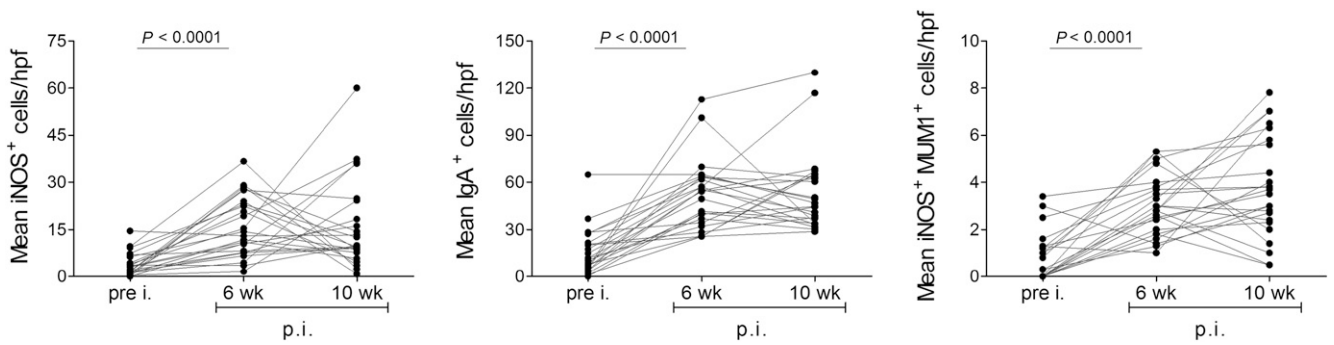 P < 0.0001
Mean iNOS⁺ cells/hpf
75
60
45
30
15
0
pre i.
6 wk
10 wk
p.i.
P < 0.0001
Mean IgA⁺ cells/hpf
150
120
90
60
30
0
pre i.
6 wk
10 wk
p.i.
P < 0.0001
Mean iNOS⁺ MUM1⁺ cells/hpf
10
8
6
4
2
0
pre i.
6 wk
10 wk
p.i.